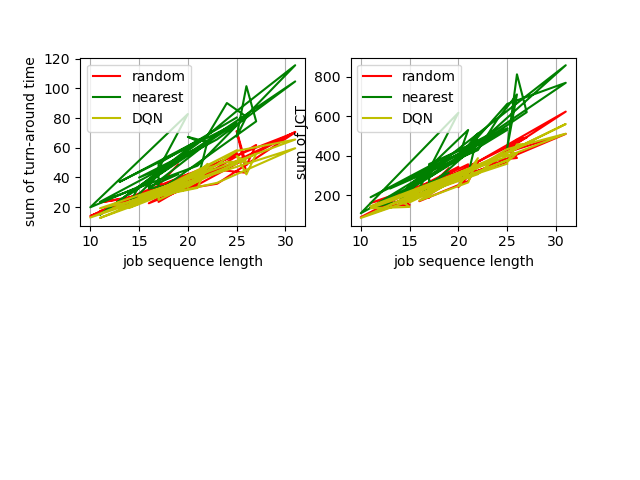 sum of turn-around time
120
100
80
60
40
20
10
15
20
25
30
job sequence length
random
nearest
DQN
sum of JCT
800
600
400
200
10
15
20
25
30
job sequence length
random
nearest
DQN